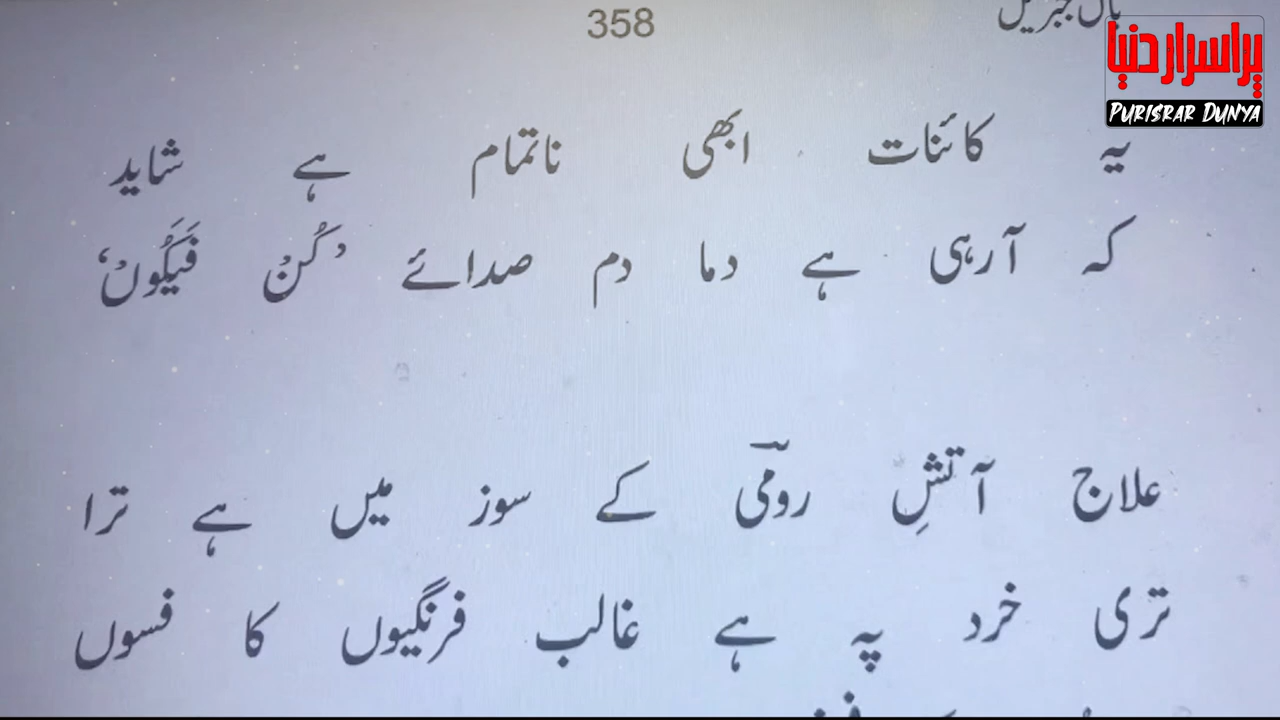 358
بال جبریل
پراسرار دنیا
PURISRAR DUNYA
یہ کائنات ابھی ناتمام ہے شاید
کہ آرہی ہے دما دم صدائے ’کُنْ فَیَکُوںْ‘
علاج آتشِ رومیؔ کے سوز میں ہے ترا
تری خرد پہ ہے غالب فرنگیوں کا فسوں